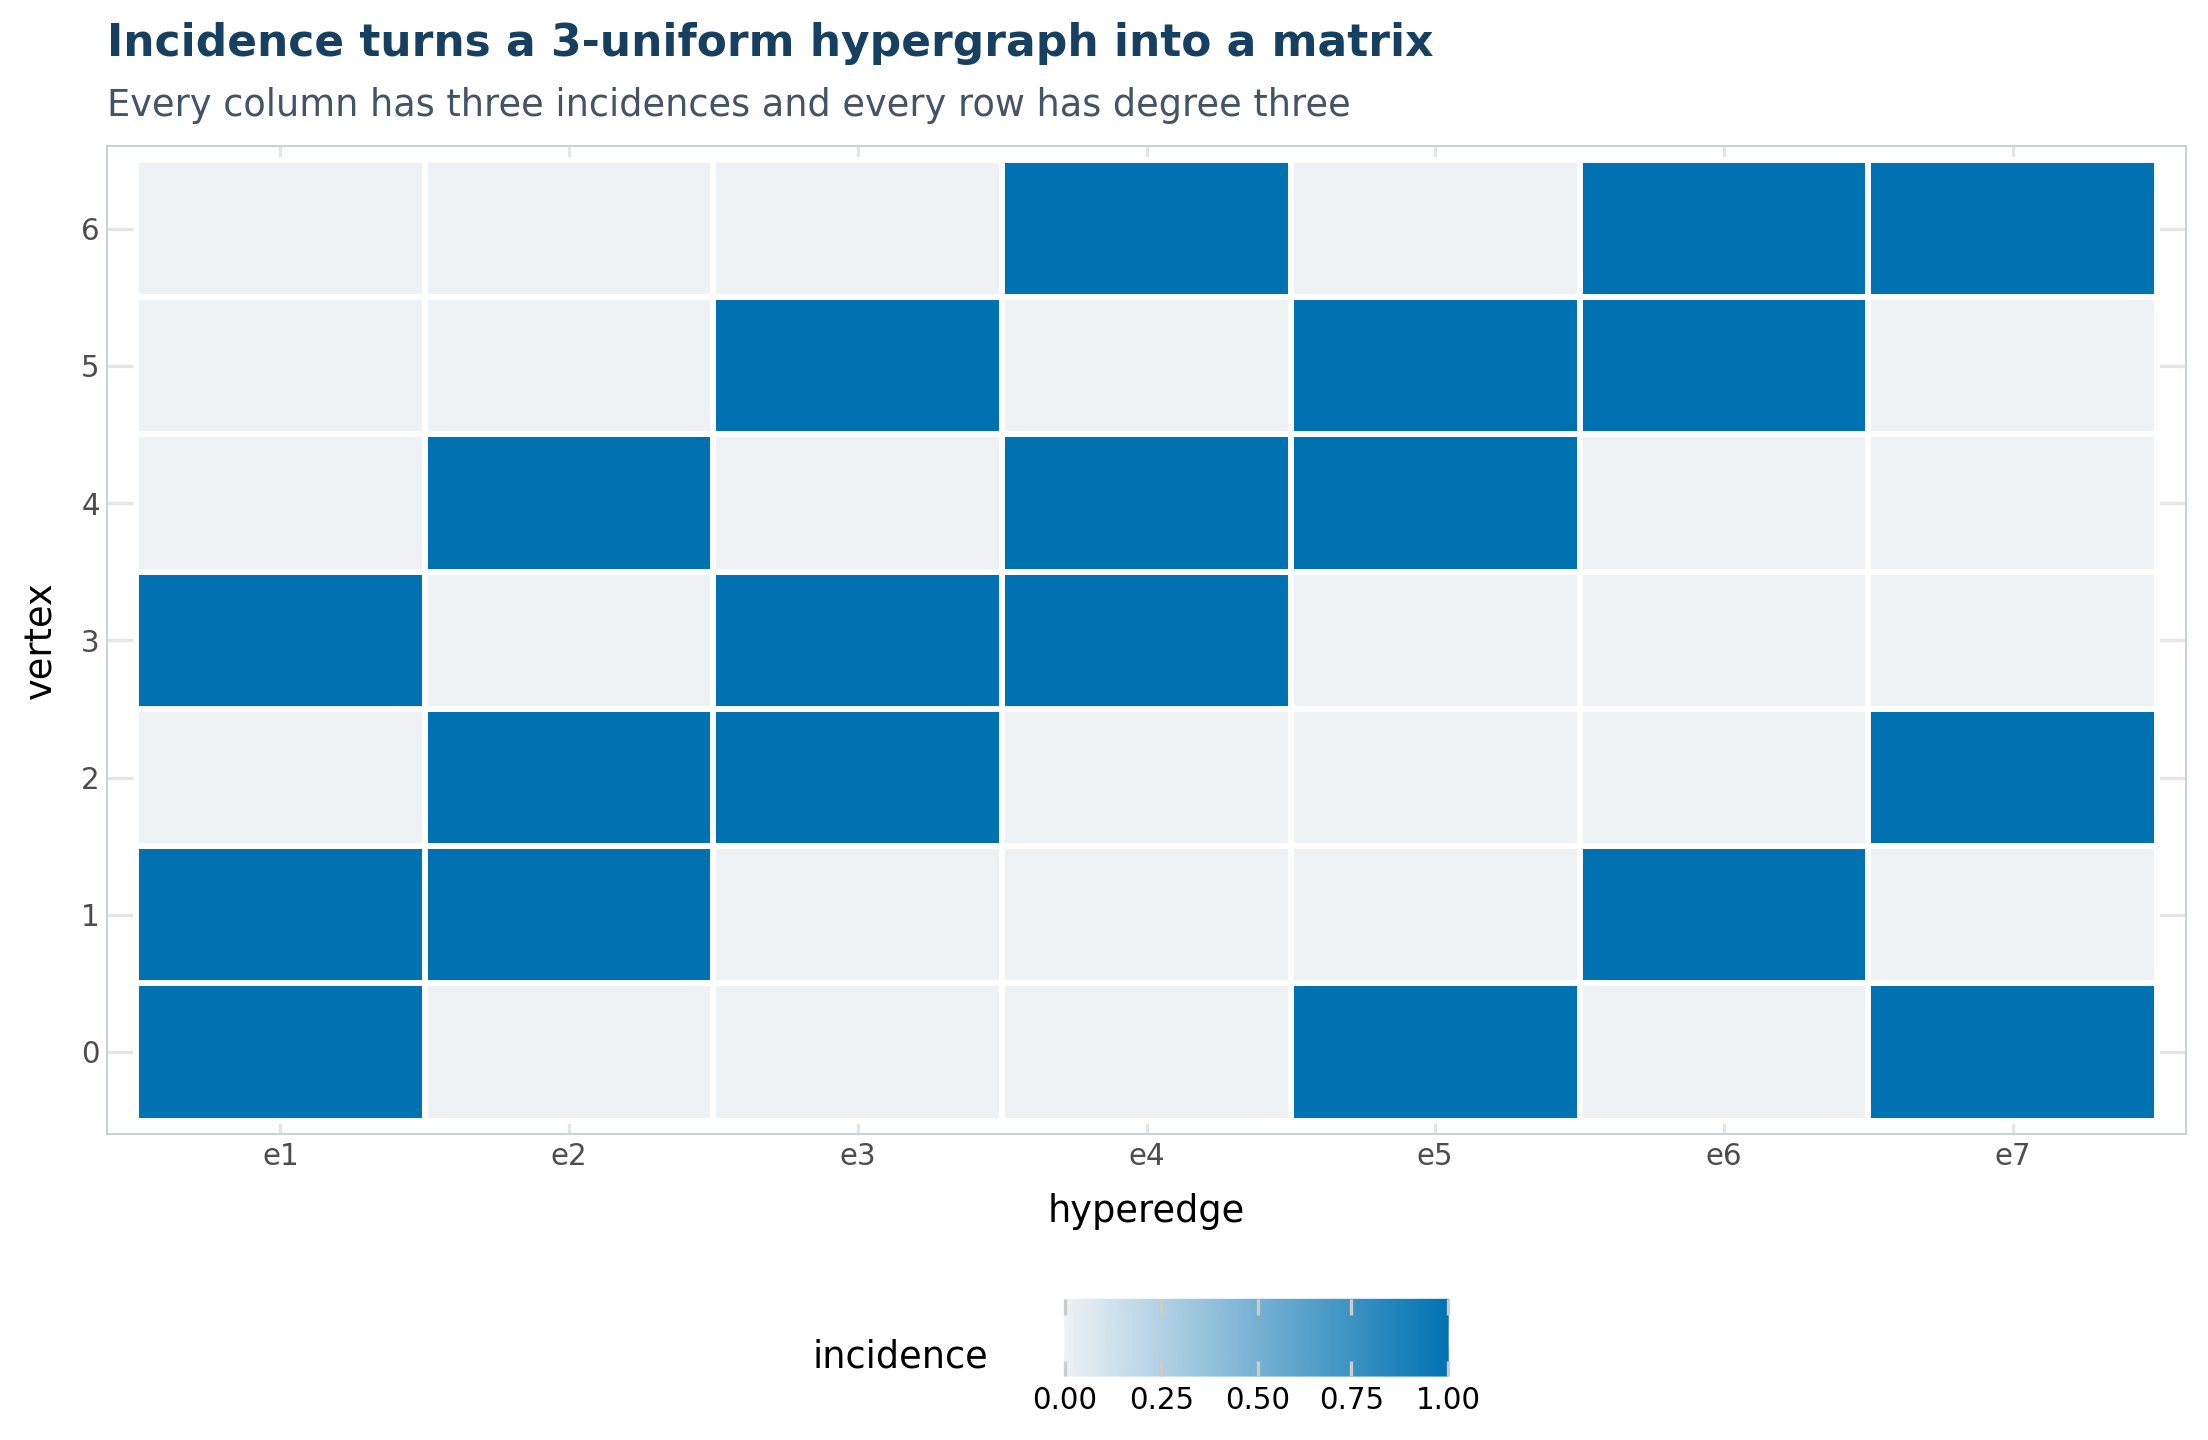 Incidence turns a 3-uniform hypergraph into a matrix
Every column has three incidences and every row has degree three
vertex
6
5
4
3
2
1
0
e1 e2 e3 e4 e5 e6 e7
hyperedge
incidence
0.00 0.25 0.50 0.75 1.00